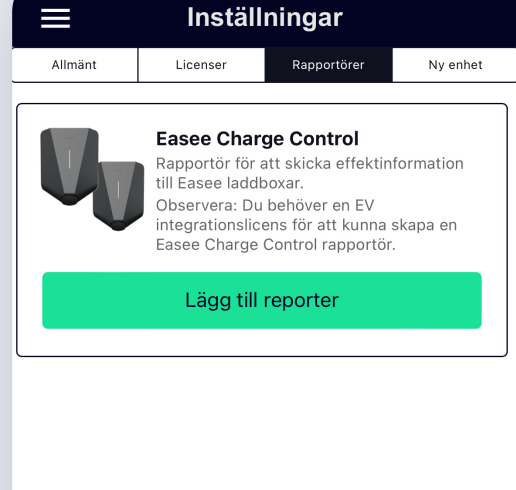 Inställningar
Allmänt
Licenser
Rapportörer
Ny enhet
Easee Charge Control
Rapportör för att skicka effektinformation
till Easee laddboxar.
Observera: Du behöver en EV
integrationslicens för att kunna skapa en
Easee Charge Control rapportör.
Lägg till reporter